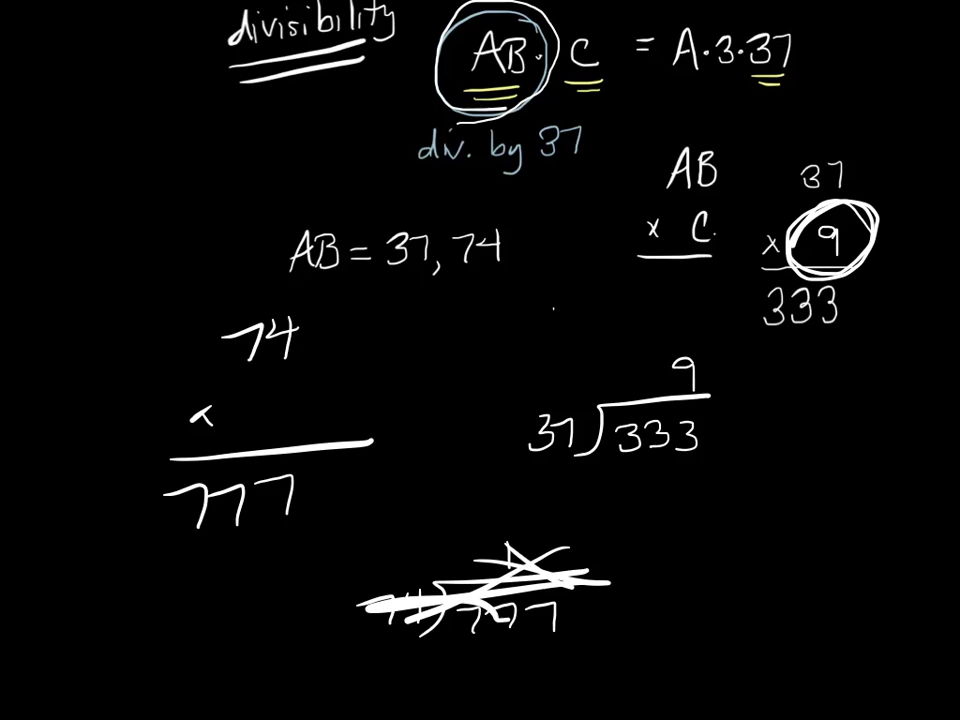 divisibility
AB · C = A·3·37
div. by 37
AB
x C
37
x 9
333
AB = 37, 74
74
x
777
9
37)333
777